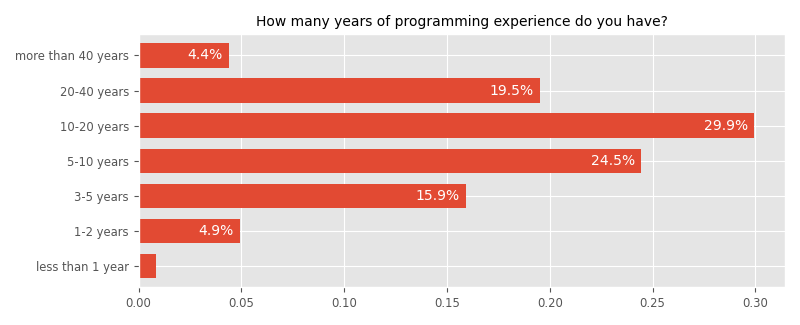 How many years of programming experience do you have?
more than 40 years 4.4%
20-40 years 19.5%
10-20 years 29.9%
5-10 years 24.5%
3-5 years 15.9%
1-2 years 4.9%
less than 1 year
0.00 0.05 0.10 0.15 0.20 0.25 0.30